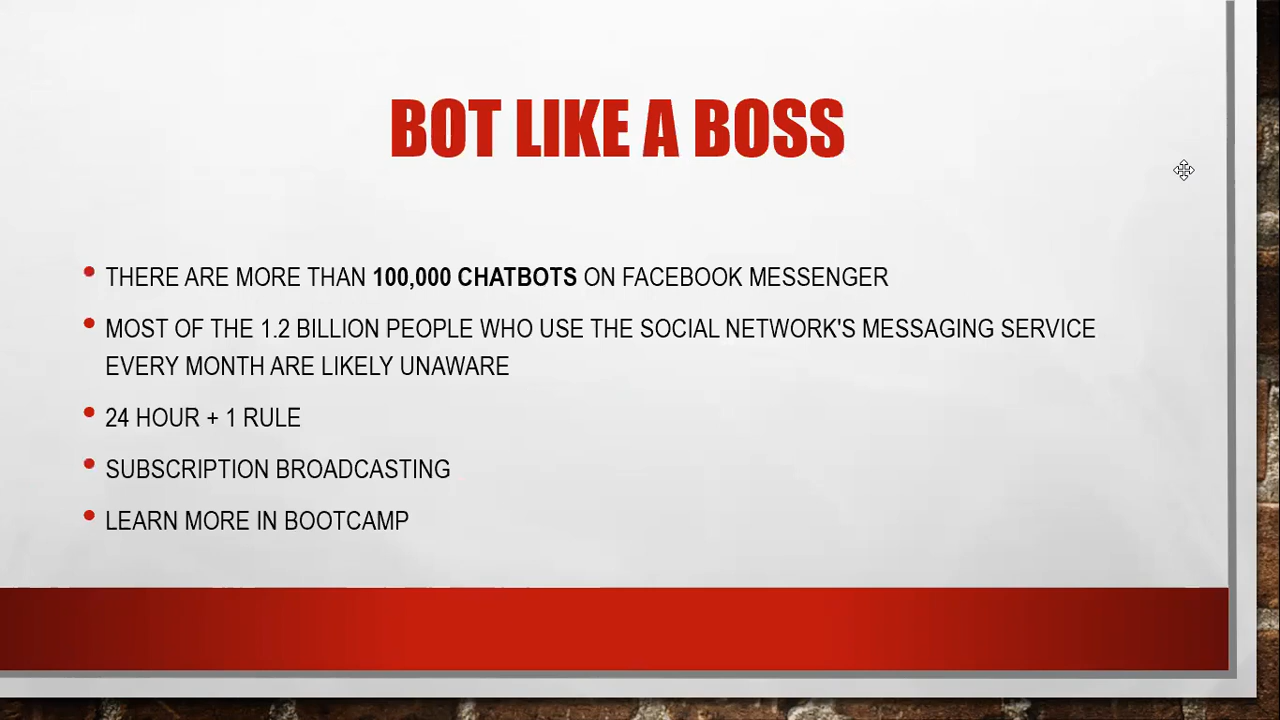 BOT LIKE A BOSS
• THERE ARE MORE THAN 100,000 CHATBOTS ON FACEBOOK MESSENGER
• MOST OF THE 1.2 BILLION PEOPLE WHO USE THE SOCIAL NETWORK'S MESSAGING SERVICE
EVERY MONTH ARE LIKELY UNAWARE
• 24 HOUR + 1 RULE
• SUBSCRIPTION BROADCASTING
• LEARN MORE IN BOOTCAMP